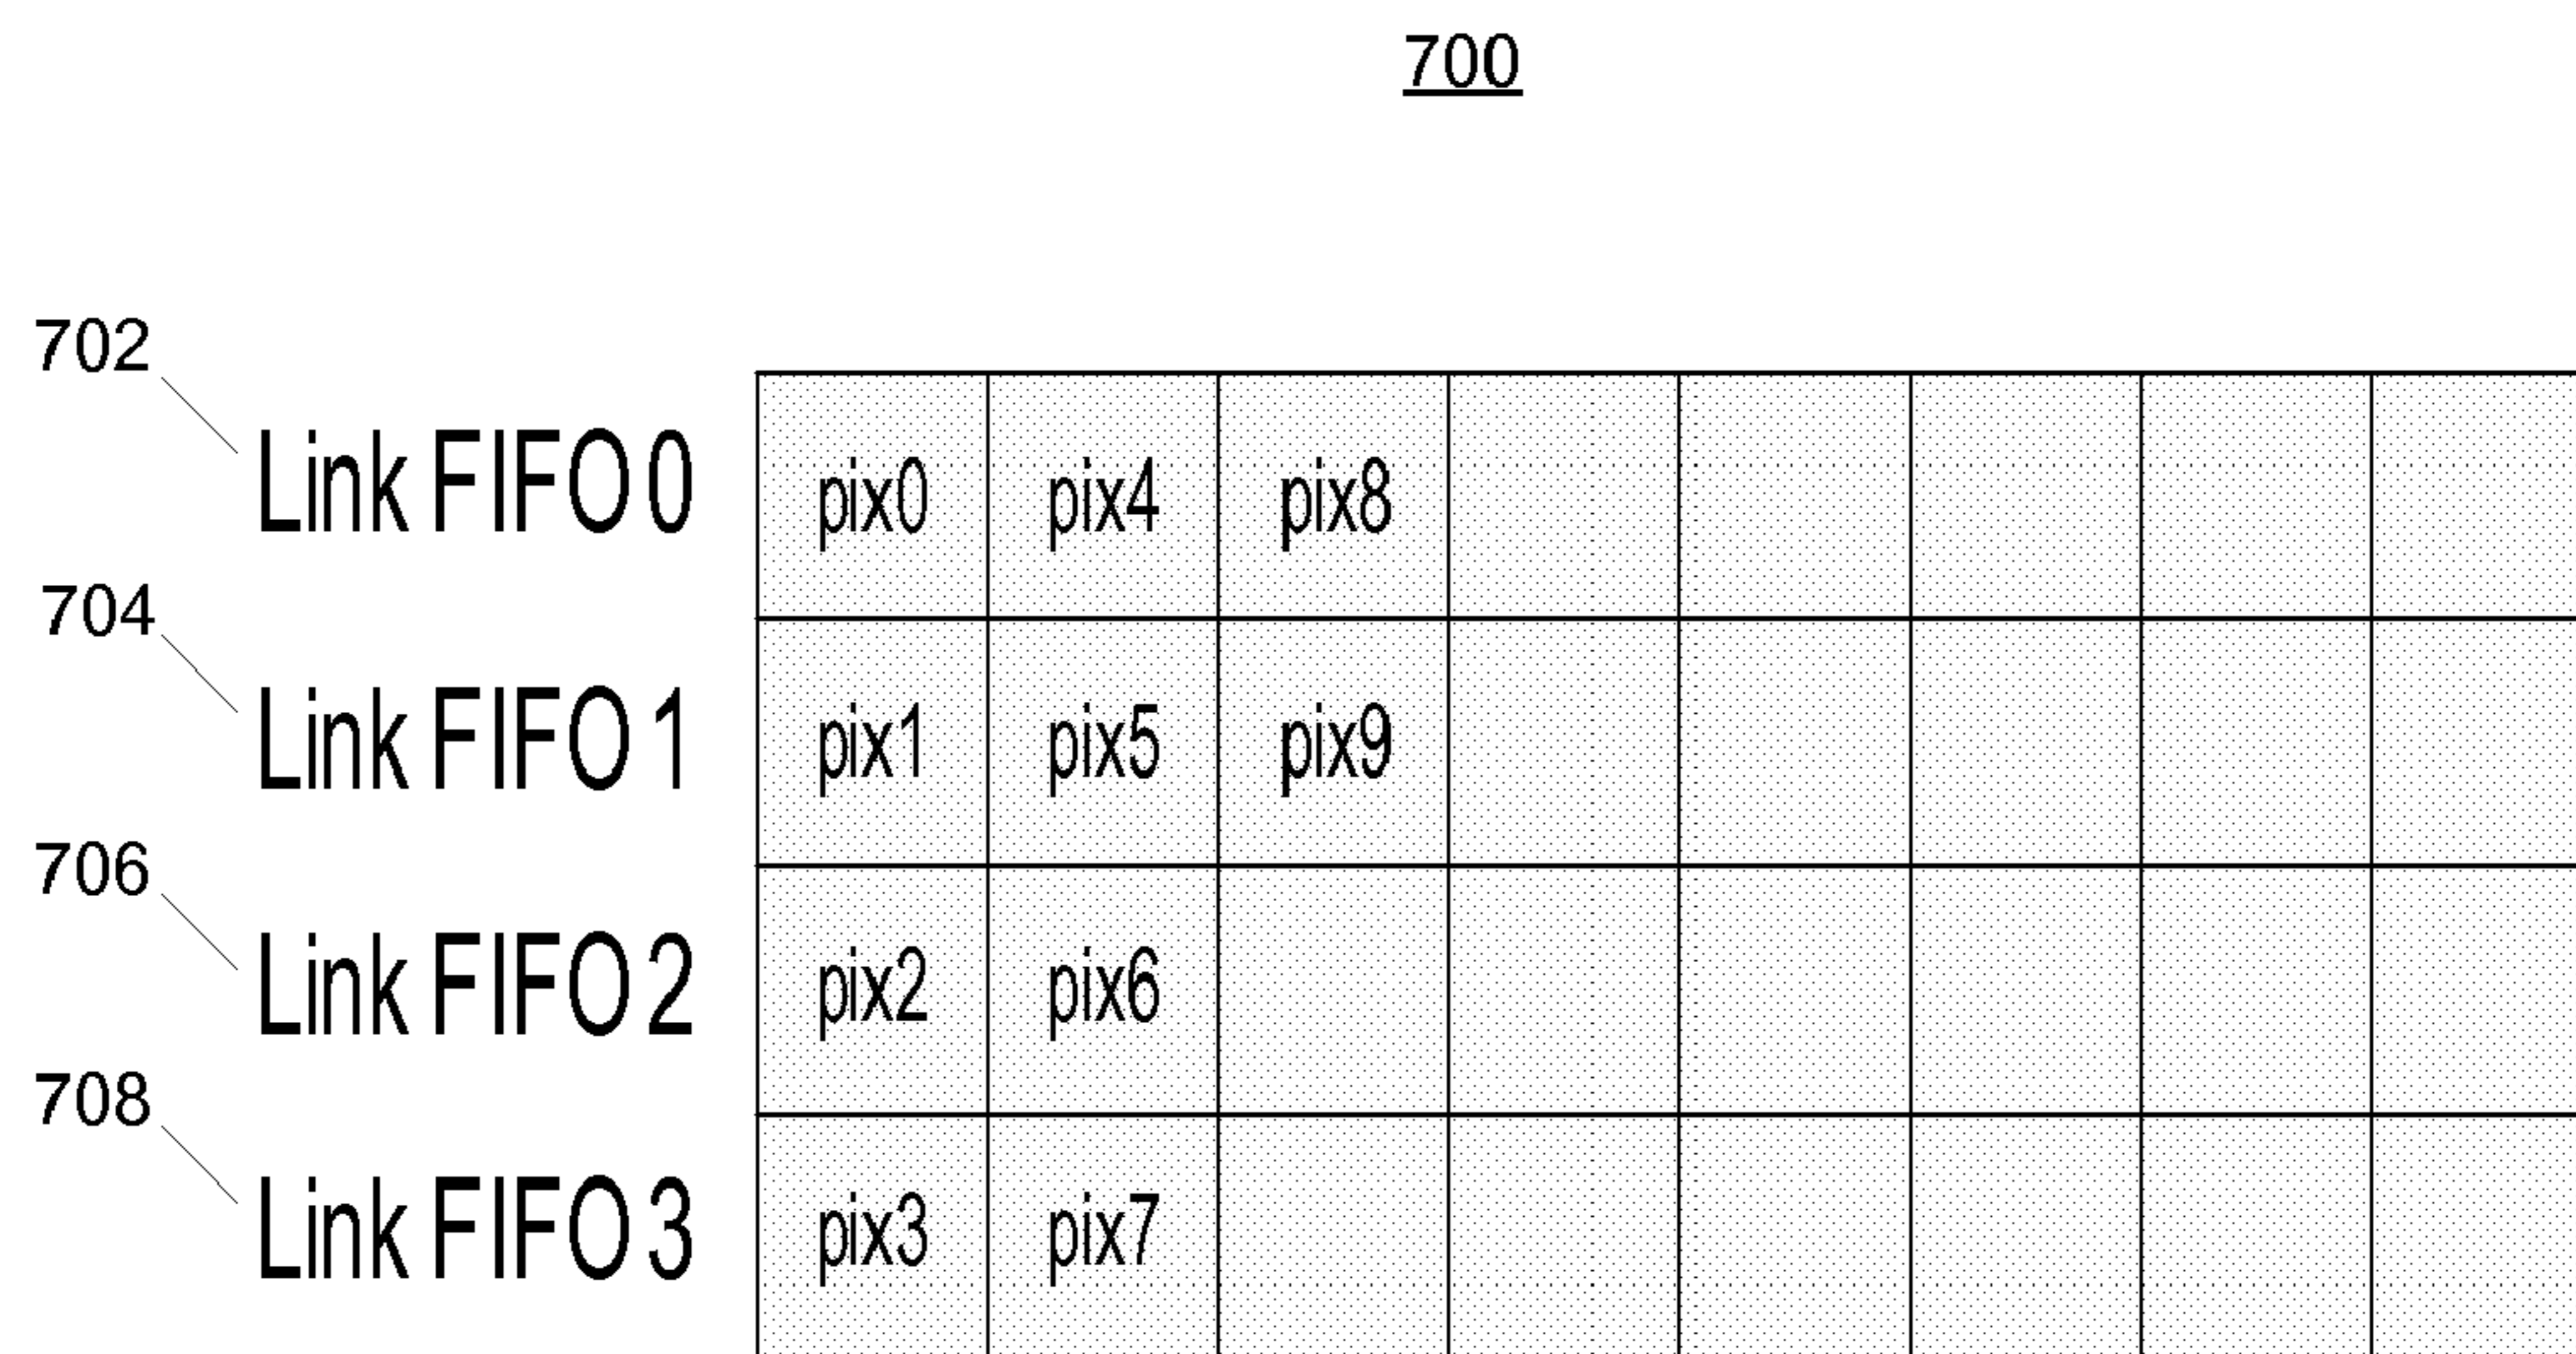 700
702
Link FIFO 0 pix0 pix4 pix8
704
Link FIFO 1 pix1 pix5 pix9
706
Link FIFO 2 pix2 pix6
708
Link FIFO 3 pix3 pix7